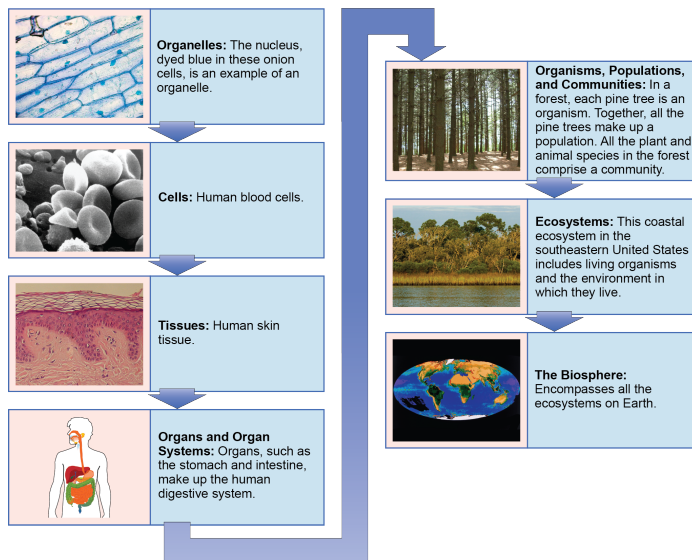 Organelles: The nucleus,
dyed blue in these onion
cells, is an example of an
organelle.
Cells: Human blood cells.
Tissues: Human skin
tissue.
Organs and Organ
Systems: Organs, such as
the stomach and intestine,
make up the human
digestive system.
Organisms, Populations,
and Communities: In a
forest, each pine tree is an
organism. Together, all the
pine trees make up a
population. All the plant and
animal species in the forest
comprise a community.
Ecosystems: This coastal
ecosystem in the
southeastern United States
includes living organisms
and the environment in
which they live.
The Biosphere:
Encompasses all the
ecosystems on Earth.